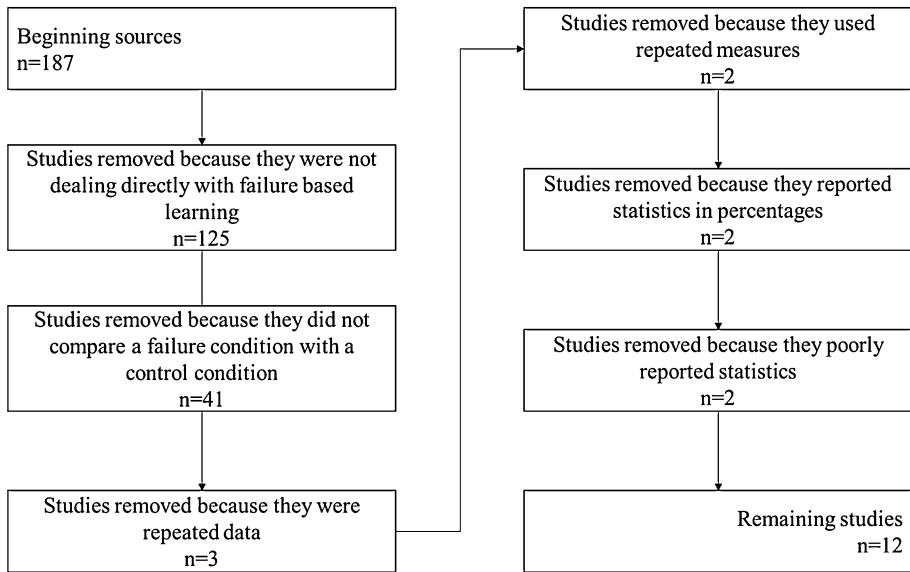 Beginning sources
n=187
Studies removed because they were not
dealing directly with failure based
learning
n=125
Studies removed because they did not
compare a failure condition with a
control condition
n=41
Studies removed because they were
repeated data
n=3
Studies removed because they used
repeated measures
n=2
Studies removed because they reported
statistics in percentages
n=2
Studies removed because they poorly
reported statistics
n=2
Remaining studies
n=12